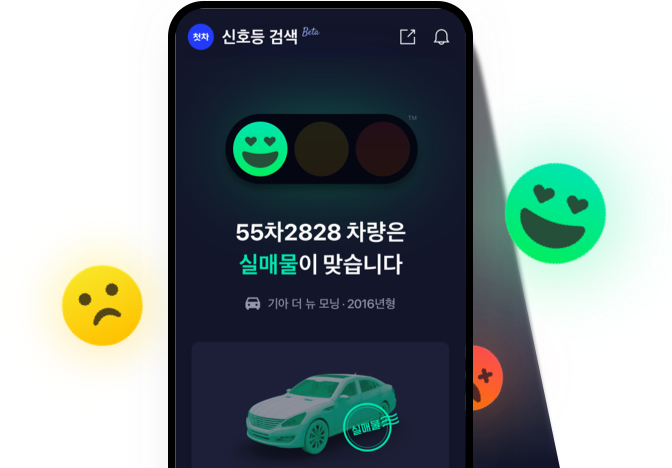 첫차 신호등 검색 Beta
TM
55차2828 차량은
실매물이 맞습니다
기아 더 뉴 모닝 · 2016년형
실매물